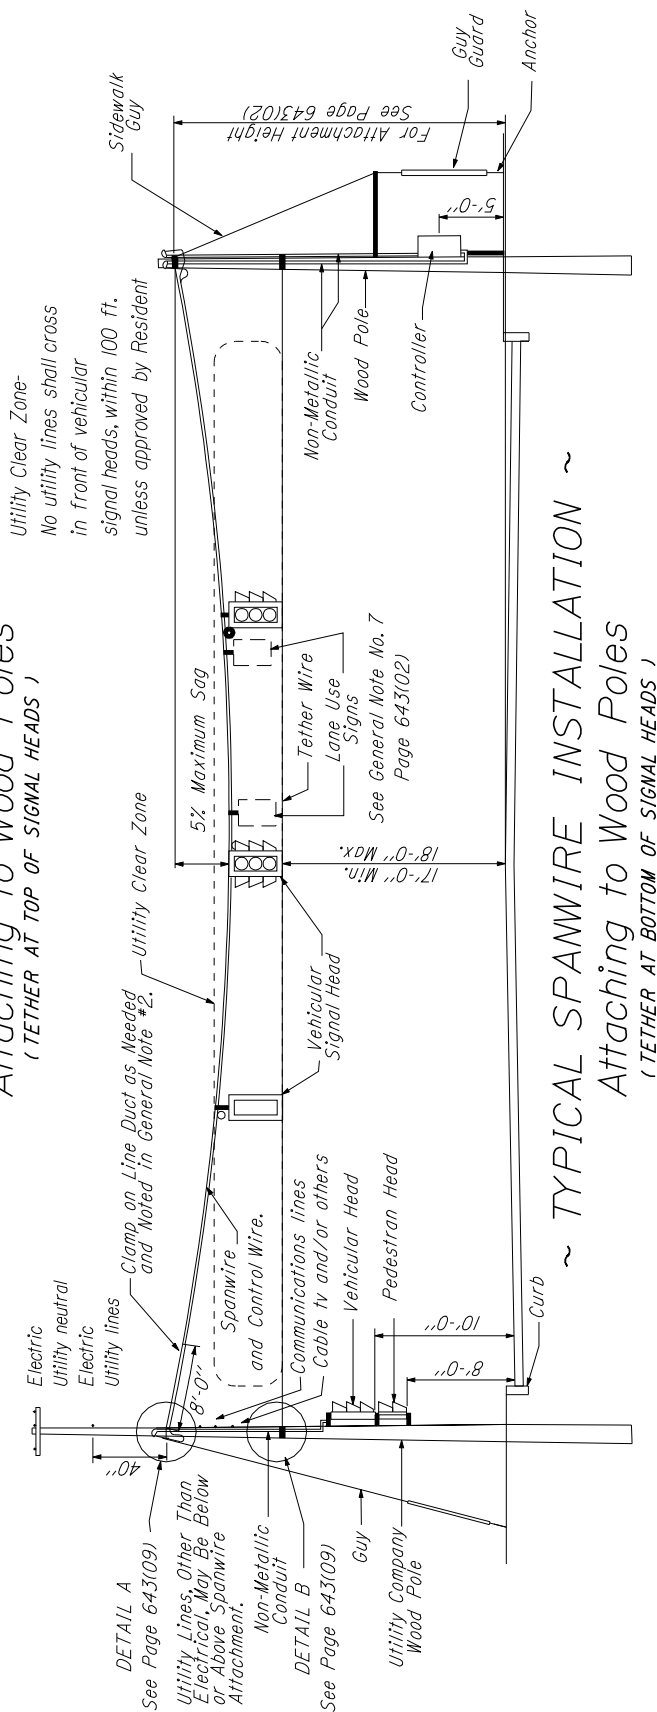 Attaching to Wood Poles
( TETHER AT TOP OF SIGNAL HEADS )
Electric
Utility neutral
Electric
Utility lines
Clamp on Line Duct as Needed
and Noted in General Note #2.
Utility Clear Zone
Utility Clear Zone-
No utility lines shall cross
in front of vehicular
signal heads, within 100 ft.
unless approved by Resident
Sidewalk
Guy
5% Maximum Sag
For Attachment Height
See Page 643(02)
Guy
Guard
Anchor
5'-0"
40"
8'-0"
DETAIL A
See Page 643(09)
Utility Lines, Other Than
Electrical, May Be Below
or Above Spanwire
Attachment.
Non-Metallic
Conduit
DETAIL B
See Page 643(09)
Guy
Utility Company
Wood Pole
Spanwire
and Control Wire.
Communications lines
Cable tv and/or others
Vehicular Head
Pedestran Head
10'-0"
8'-0"
Curb
Vehicular
Signal Head
17'-0" Min.
18'-0" Max.
Tether Wire
Lane Use
Signs
See General Note No. 7
Page 643(02)
Non-Metallic
Conduit
Wood Pole
Controller
~ TYPICAL SPANWIRE INSTALLATION ~
Attaching to Wood Poles
( TETHER AT BOTTOM OF SIGNAL HEADS )